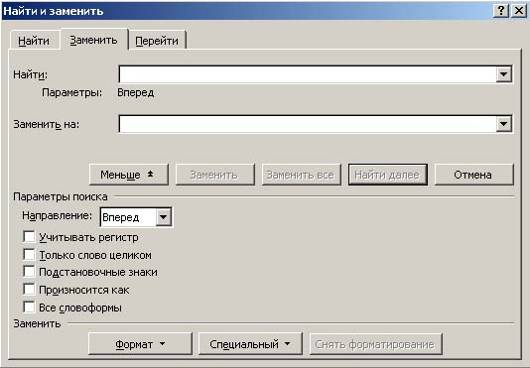 Найти и заменить
Найти Заменить Перейти
Найти:
Параметры: Вперед
Заменить на:
Меньше Заменить Заменить все Найти далее Отмена
Параметры поиска
Направление: Вперед
Учитывать регистр
Только слово целиком
Подстановочные знаки
Произносится как
Все словоформы
Заменить
Формат Специальный Снять форматирование